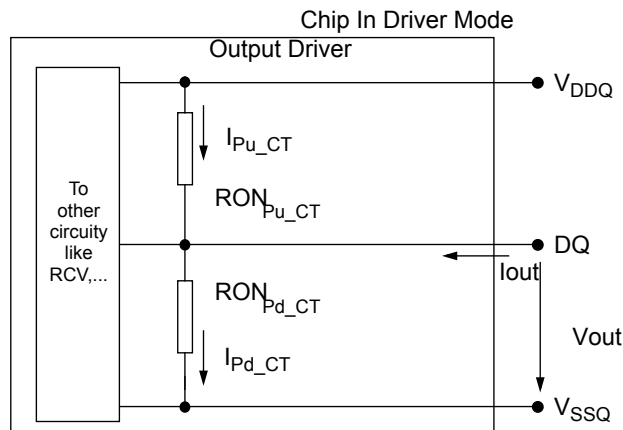 Chip In Driver Mode
Output Driver
VDDQ
IPu_CT
RONPu_CT
To
other
circuity
like
RCV,...
DQ
Iout
RONPd_CT
Vout
IPd_CT
VSSQ